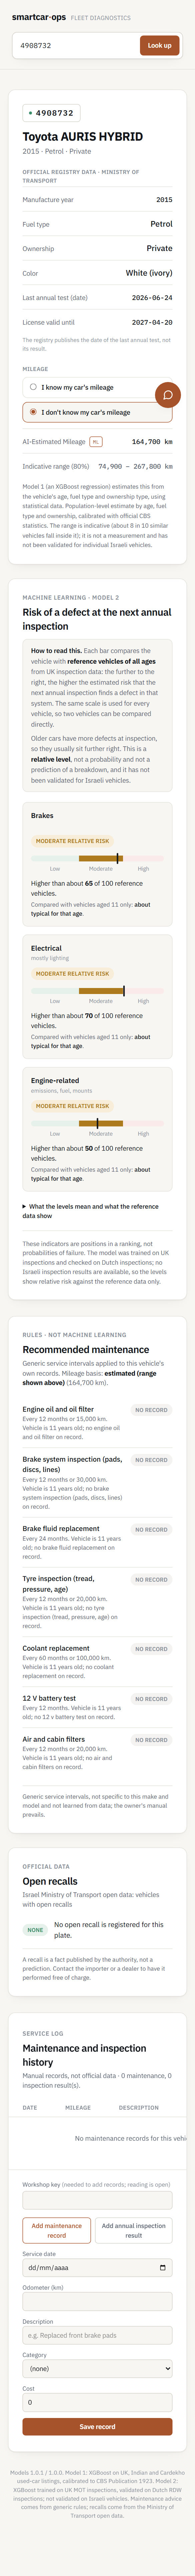 smartcar·ops FLEET DIAGNOSTICS
4908732
Look up
4908732
Toyota AURIS HYBRID
2015 · Petrol · Private
OFFICIAL REGISTRY DATA · MINISTRY OF
TRANSPORT
Manufacture year 2015
Fuel type Petrol
Ownership Private
Color White (ivory)
Last annual test (date) 2026-06-24
License valid until 2027-04-20
The registry publishes the date of the last annual test, not
its result.
MILEAGE
I know my car's mileage
I don't know my car's mileage
AI-Estimated Mileage ML 164,700 km
Indicative range (80%) 74,900 – 267,800 km
Model 1 (an XGBoost regression) estimates this from
the vehicle's age, fuel type and ownership type, using
statistical data. Population-level estimate by age, fuel
type and ownership, calibrated with official CBS
statistics. The range is indicative (about 8 in 10 similar
vehicles fall inside it); it is not a measurement and has
not been validated for individual Israeli vehicles.
MACHINE LEARNING · MODEL 2
Risk of a defect at the next annual
inspection
How to read this. Each bar compares the
vehicle with reference vehicles of all ages
from UK inspection data: the further to the
right, the higher the estimated risk that the
next annual inspection finds a defect in that
system. The same scale is used for every
vehicle, so two vehicles can be compared
directly.
Older cars have more defects at inspection,
so they usually sit further right. This is a
relative level, not a probability and not a
prediction of a breakdown, and it has not
been validated for Israeli vehicles.
Brakes
MODERATE RELATIVE RISK
Low Moderate High
Higher than about 65 of 100 reference
vehicles.
Compared with vehicles aged 11 only: about
typical for that age.
Electrical
mostly lighting
MODERATE RELATIVE RISK
Low Moderate High
Higher than about 70 of 100 reference
vehicles.
Compared with vehicles aged 11 only: about
typical for that age.
Engine-related
emissions, fuel, mounts
MODERATE RELATIVE RISK
Low Moderate High
Higher than about 50 of 100 reference
vehicles.
Compared with vehicles aged 11 only: about
typical for that age.
What the levels mean and what the reference
data show
These indicators are positions in a ranking, not
probabilities of failure. The model was trained on UK
inspections and checked on Dutch inspections; no
Israeli inspection results are available, so the levels
show relative risk against the reference data only.
RULES · NOT MACHINE LEARNING
Recommended maintenance
Generic service intervals applied to this vehicle's
own records. Mileage basis: estimated (range
shown above) (164,700 km).
Engine oil and oil filter NO RECORD
Every 12 months or 15,000 km.
Vehicle is 11 years old; no engine oil
and oil filter on record.
Brake system inspection (pads, NO RECORD
discs, lines)
Every 12 months or 30,000 km.
Vehicle is 11 years old; no brake
system inspection (pads, discs, lines)
on record.
Brake fluid replacement NO RECORD
Every 24 months. Vehicle is 11 years
old; no brake fluid replacement on
record.
Tyre inspection (tread, NO RECORD
pressure, age)
Every 12 months or 20,000 km.
Vehicle is 11 years old; no tyre
inspection (tread, pressure, age) on
record.
Coolant replacement NO RECORD
Every 60 months or 100,000 km.
Vehicle is 11 years old; no coolant
replacement on record.
12 V battery test NO RECORD
Every 12 months. Vehicle is 11 years
old; no 12 v battery test on record.
Air and cabin filters NO RECORD
Every 12 months or 20,000 km.
Vehicle is 11 years old; no air and
cabin filters on record.
Generic service intervals, not specific to this make and
model and not learned from data; the owner's manual
prevails.
OFFICIAL DATA
Open recalls
Israel Ministry of Transport open data: vehicles
with open recalls
NONE No open recall is registered for this
plate.
A recall is a fact published by the authority, not a
prediction. Contact the importer or a dealer to have it
performed free of charge.
SERVICE LOG
Maintenance and inspection
history
Manual records, not official data · 0 maintenance, 0
inspection result(s).
DATE MILEAGE DESCRIPTION
No maintenance records for this vehi
Workshop key (needed to add records; reading is open)
Add maintenance
record
Add annual inspection
result
Service date
dd/mm/aaaa
Odometer (km)
Description
e.g. Replaced front brake pads
Category
(none)
Cost
0
Save record
Models 1.0.1 / 1.0.0. Model 1: XGBoost on UK, Indian and Cardekho
used-car listings, calibrated to CBS Publication 1923. Model 2:
XGBoost trained on UK MOT inspections, validated on Dutch RDW
inspections; not validated on Israeli vehicles. Maintenance advice
comes from generic rules; recalls come from the Ministry of
Transport open data.